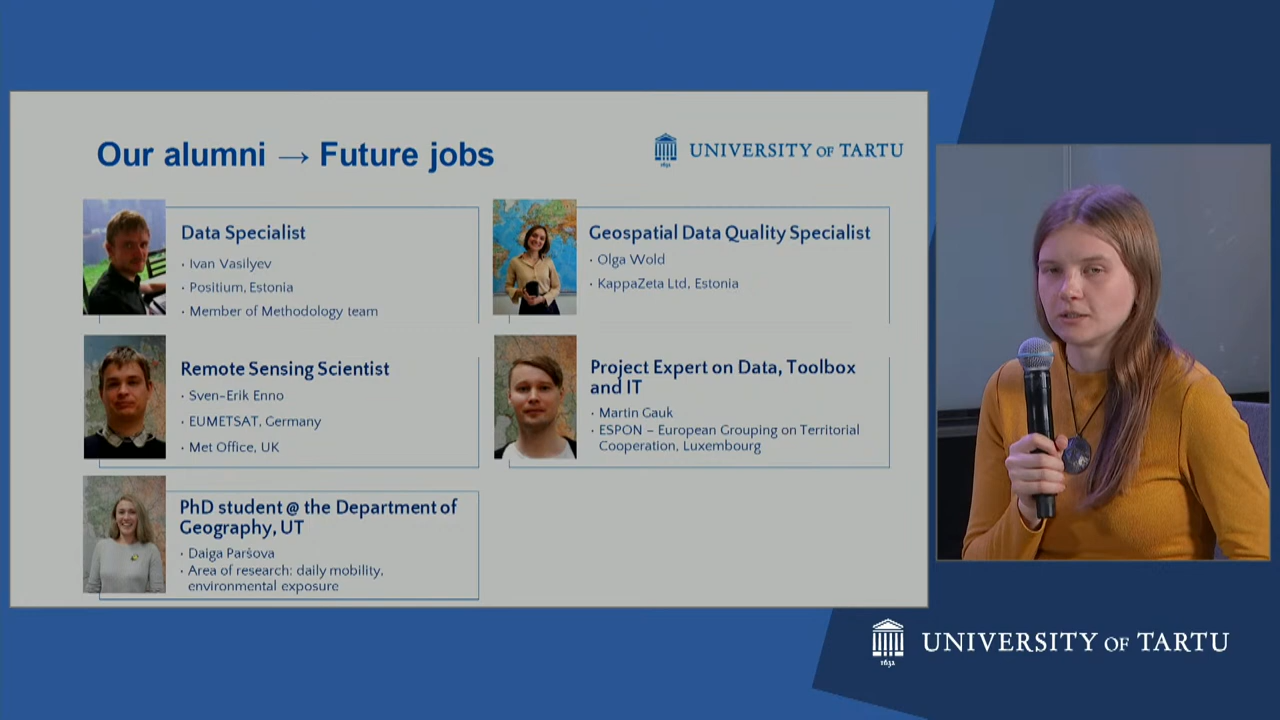 Our alumni → Future jobs
UNIVERSITY OF TARTU
1632
Data Specialist
• Ivan Vasilyev
• Positium, Estonia
• Member of Methodology team
Geospatial Data Quality Specialist
• Olga Wold
• KappaZeta Ltd, Estonia
Remote Sensing Scientist
• Sven-Erik Enno
• EUMETSAT, Germany
• Met Office, UK
Project Expert on Data, Toolbox
and IT
• Martin Gauk
• ESPON – European Grouping on Territorial
Cooperation, Luxembourg
PhD student @ the Department of
Geography, UT
• Daiga Paršova
• Area of research: daily mobility,
environmental exposure
UNIVERSITY OF TARTU
1632